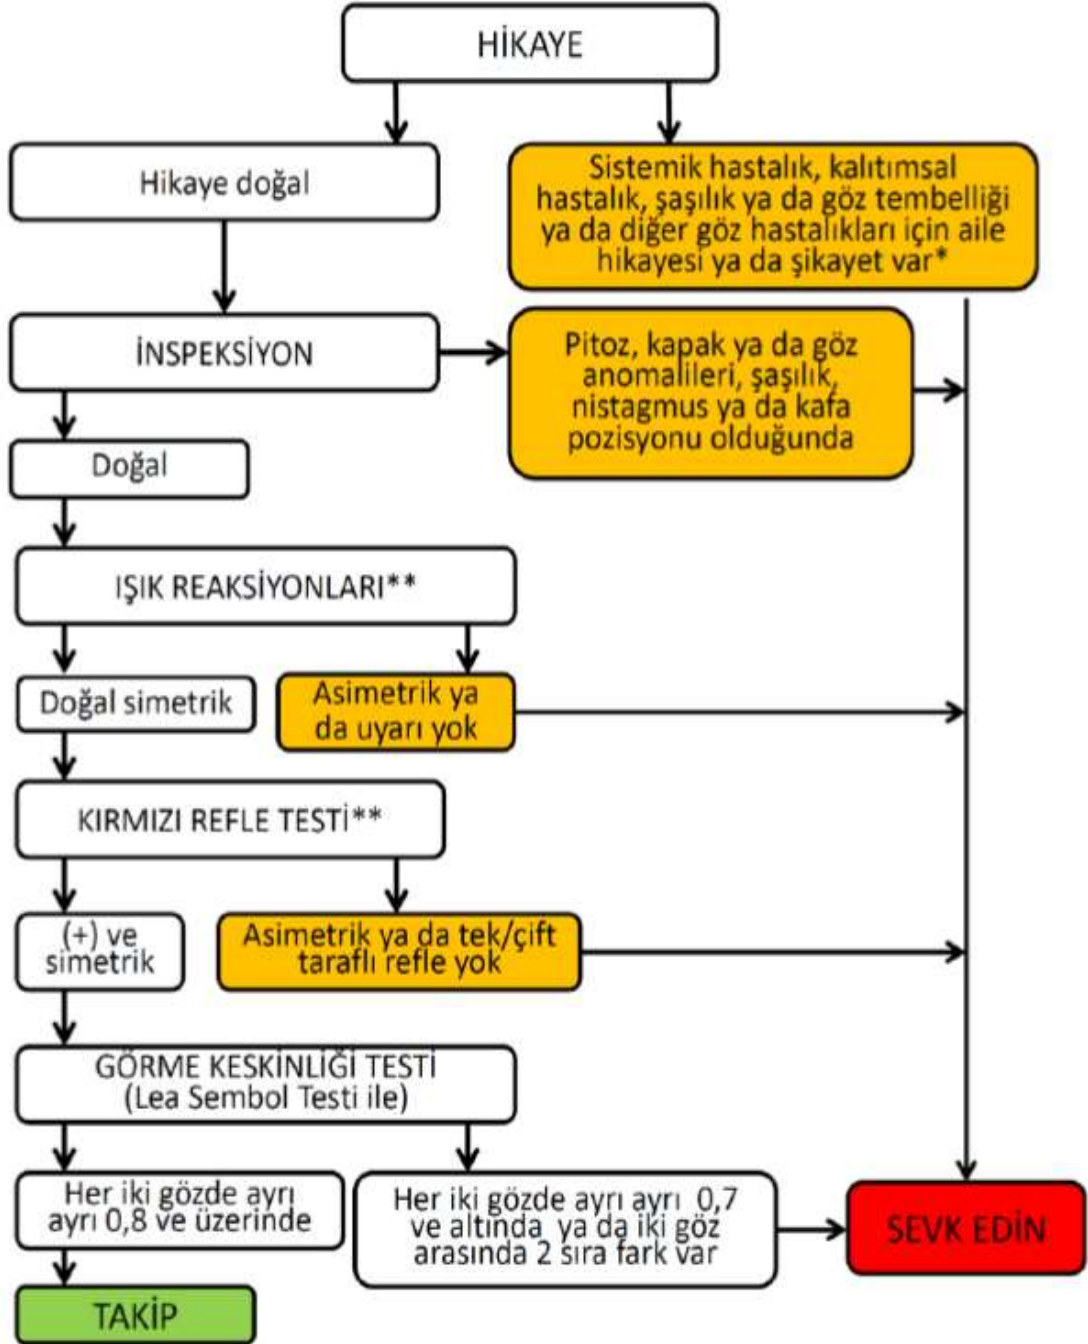 HİKAYE
Hikaye doğal
Sistemik hastalık, kalıtımsal
hastalık, şaşılık ya da göz tembelliği
ya da diğer göz hastalıkları için aile
hikayesi ya da şikayet var*
İNSPEKSİYON
Pitoz, kapak ya da göz
anomalileri, şaşılık,
nistagmus ya da kafa
pozisyonu olduğunda
Doğal
IŞIK REAKSİYONLARI**
Doğal simetrik
Asimetrik ya
da uyarı yok
KIRMIZI REFLE TESTİ**
(+) ve
simetrik
Asimetrik ya da tek/çift
taraflı refle yok
GÖRME KESKİNLİĞİ TESTİ
(Lea Sembol Testi ile)
Her iki gözde ayrı
ayrı 0,8 ve üzerinde
Her iki gözde ayrı ayrı 0,7
ve altında ya da iki göz
arasında 2 sıra fark var
SEVK EDİN
TAKİP